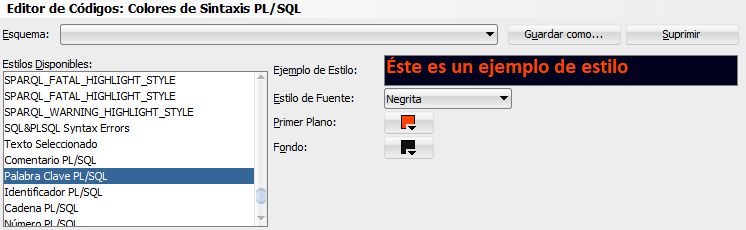 Editor de Códigos: Colores de Sintaxis PL/SQL
Esquema:
Guardar como...
Suprimir
Estilos Disponibles:
SPARQL_FATAL_HIGHLIGHT_STYLE
SPARQL_FATAL_HIGHLIGHT_STYLE
SPARQL_WARNING_HIGHLIGHT_STYLE
SQL&PLSQL Syntax Errors
Texto Seleccionado
Comentario PL/SQL
Palabra Clave PL/SQL
Identificador PL/SQL
Cadena PL/SQL
Número PL/SQL
Ejemplo de Estilo:
Éste es un ejemplo de estilo
Estilo de Fuente:
Negrita
Primer Plano:
Fondo: